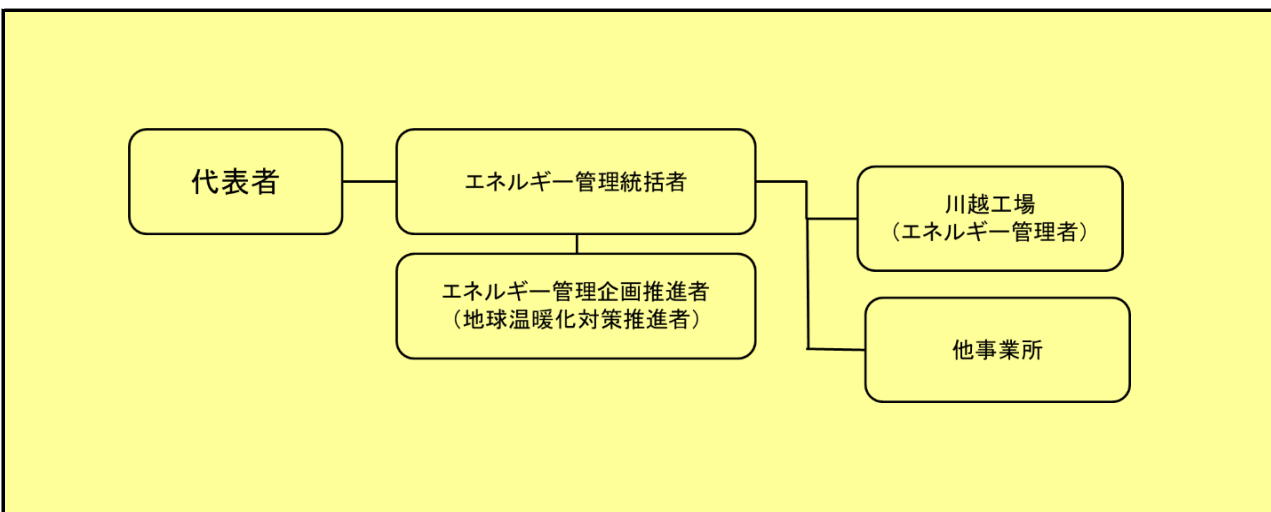 代表者
エネルギー管理統括者
エネルギー管理企画推進者
（地球温暖化対策推進者）
川越工場
（エネルギー管理者）
他事業所